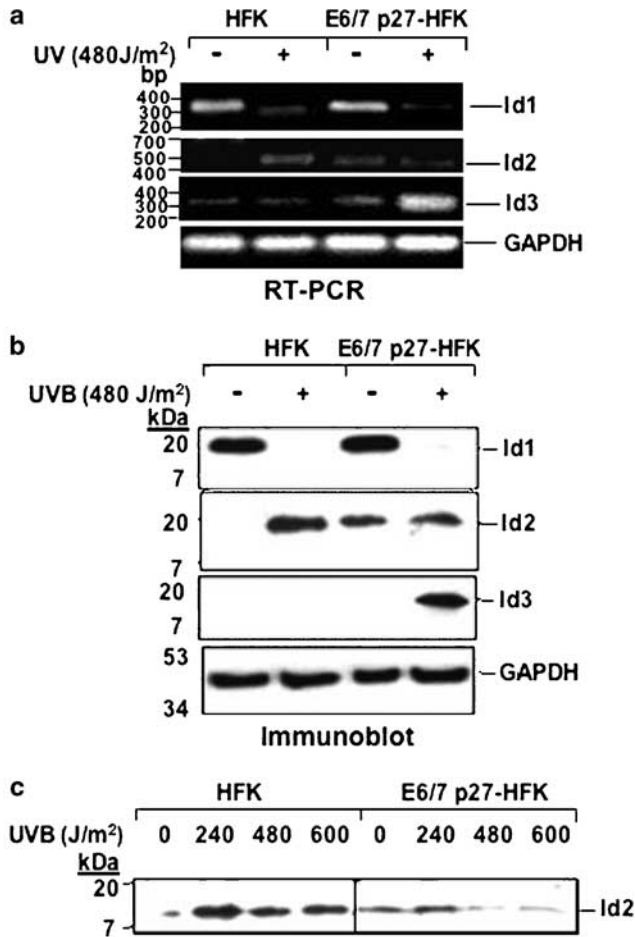 a
HFK E6/7 p27-HFK
UV (480J/m²) - + - +
bp
400
300
200
Id1
700
500
400
Id2
400
300
200
Id3
GAPDH
RT-PCR
b
HFK E6/7 p27-HFK
UVB (480 J/m²) - + - +
kDa
20
7
Id1
20
7
Id2
20
7
Id3
53
34
GAPDH
Immunoblot
c
HFK E6/7 p27-HFK
UVB (J/m²) 0 240 480 600 0 240 480 600
kDa
20
7
Id2